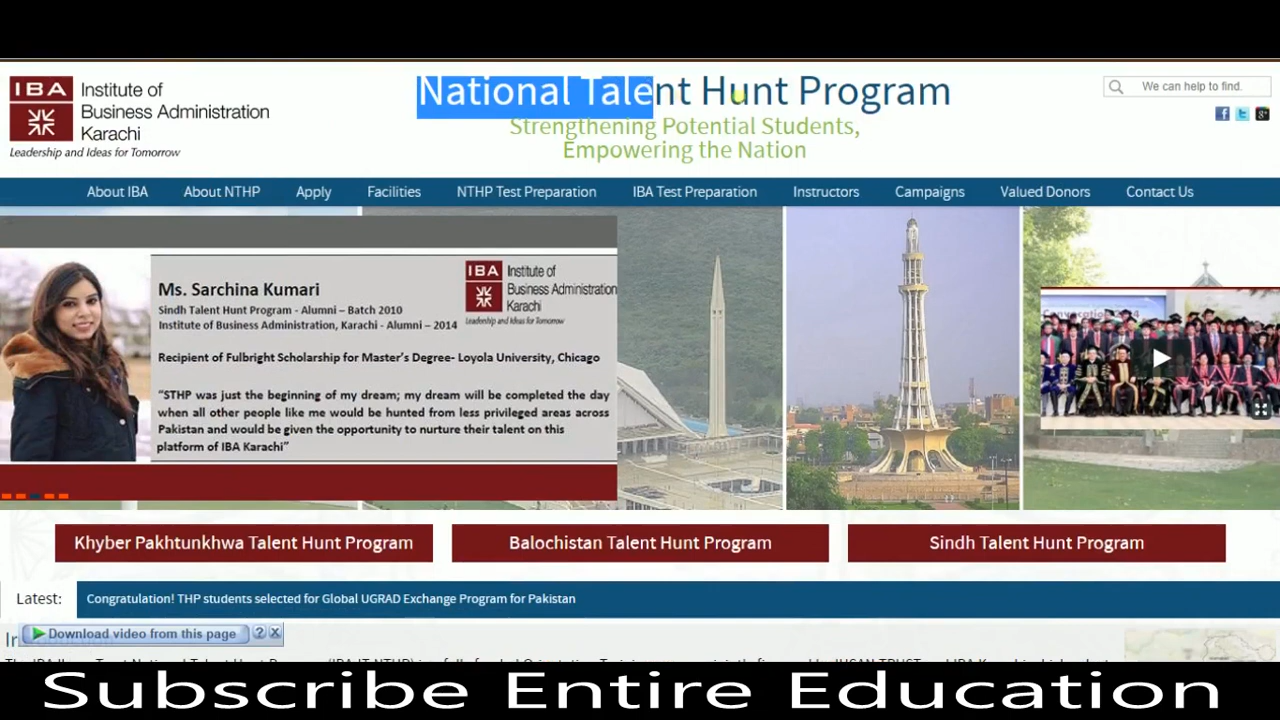 IBA
Institute of
Business Administration
Karachi
Leadership and Ideas for Tomorrow
National Talent Hunt Program
Strengthening Potential Students,
Empowering the Nation
We can help to find.
About IBA
About NTHP
Apply
Facilities
NTHP Test Preparation
IBA Test Preparation
Instructors
Campaigns
Valued Donors
Contact Us
IBA
Institute of
Business Administration
Karachi
Leadership and Ideas for Tomorrow
Ms. Sarchina Kumari
Sindh Talent Hunt Program - Alumni – Batch 2010
Institute of Business Administration, Karachi - Alumni – 2014
Recipient of Fulbright Scholarship for Master's Degree- Loyola University, Chicago
“STHP was just the beginning of my dream; my dream will be completed the day
when all other people like me would be hunted from less privileged areas across
Pakistan and would be given the opportunity to nurture their talent on this
platform of IBA Karachi”
Khyber Pakhtunkhwa Talent Hunt Program
Balochistan Talent Hunt Program
Sindh Talent Hunt Program
Latest:
Congratulation! THP students selected for Global UGRAD Exchange Program for Pakistan
Download video from this page
Subscribe Entire Education